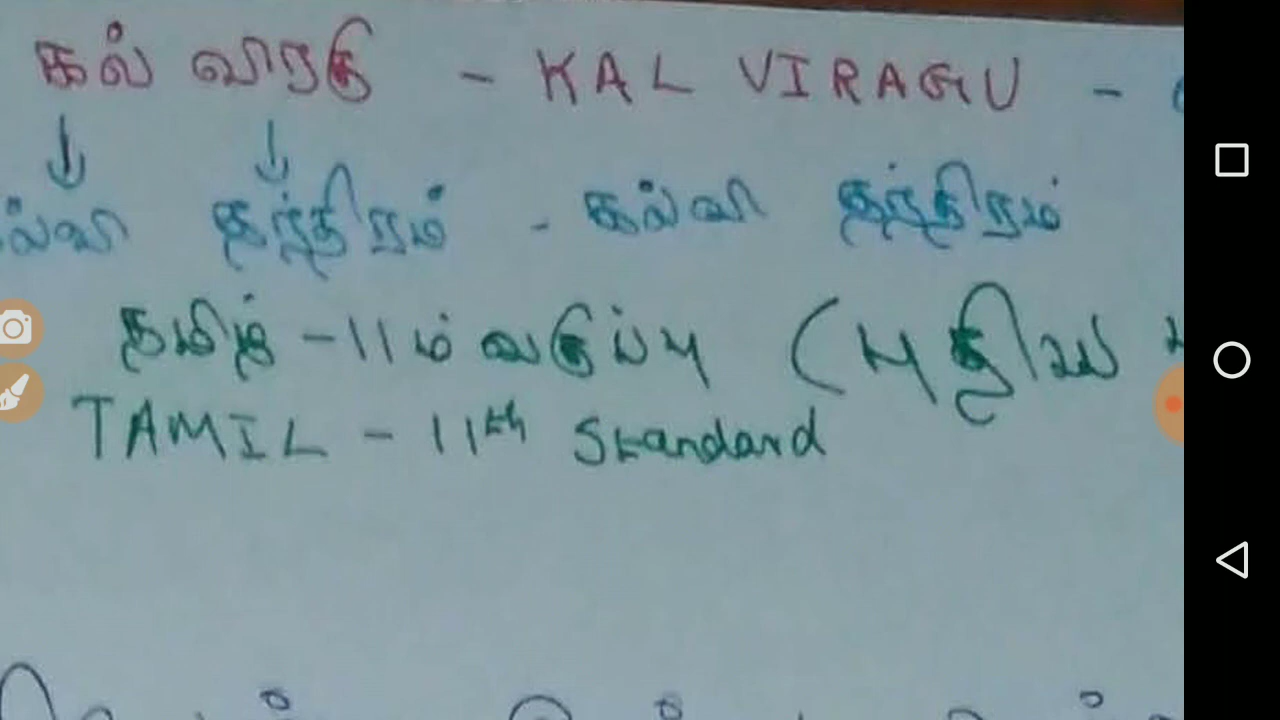 கல் விரகு - KAL VIRAGU -
தந்திரம் - கல்வி தந்திரம்
தமிழ் - 11ம் வகுப்பு (புதிய
TAMIL - 11th Standard